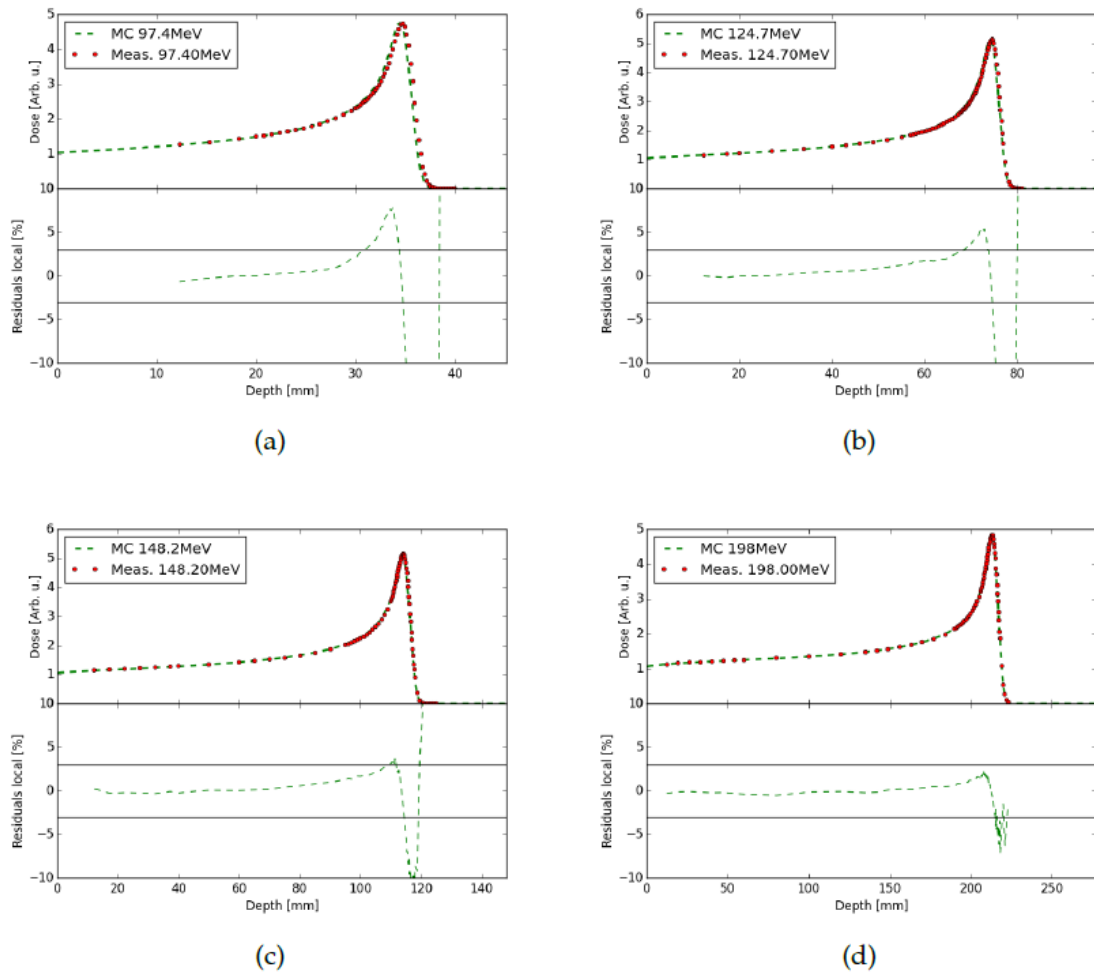 5
4
3
2
1
10
5
0
−5
−10
Dose [Arb. u.]
Residuals local [%]
MC 97.4MeV
Meas. 97.40MeV
0 10 20 30 40
Depth [mm]
(a)
6
5
4
3
2
1
10
5
0
−5
−10
Dose [Arb. u.]
Residuals local [%]
MC 124.7MeV
Meas. 124.70MeV
0 20 40 60 80
Depth [mm]
(b)
6
5
4
3
2
1
10
5
0
−5
−10
Dose [Arb. u.]
Residuals local [%]
MC 148.2MeV
Meas. 148.20MeV
0 20 40 60 80 100 120 140
Depth [mm]
(c)
5
4
3
2
1
10
5
0
−5
−10
Dose [Arb. u.]
Residuals local [%]
MC 198MeV
Meas. 198.00MeV
0 50 100 150 200 250
Depth [mm]
(d)